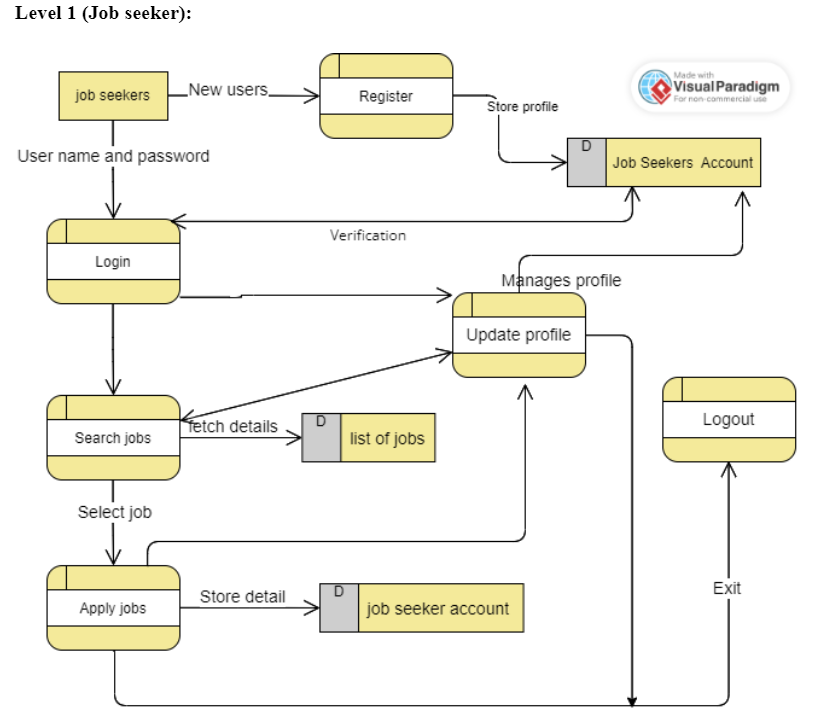 Level 1 (Job seeker):
Made with
Visual Paradigm
For non-commercial use
job seekers
New users
Register
Store profile
D
Job Seekers Account
User name and password
Verification
Login
Manages profile
Update profile
Logout
Search jobs
fetch details
D
list of jobs
Select job
Exit
Apply jobs
Store detail
D
job seeker account